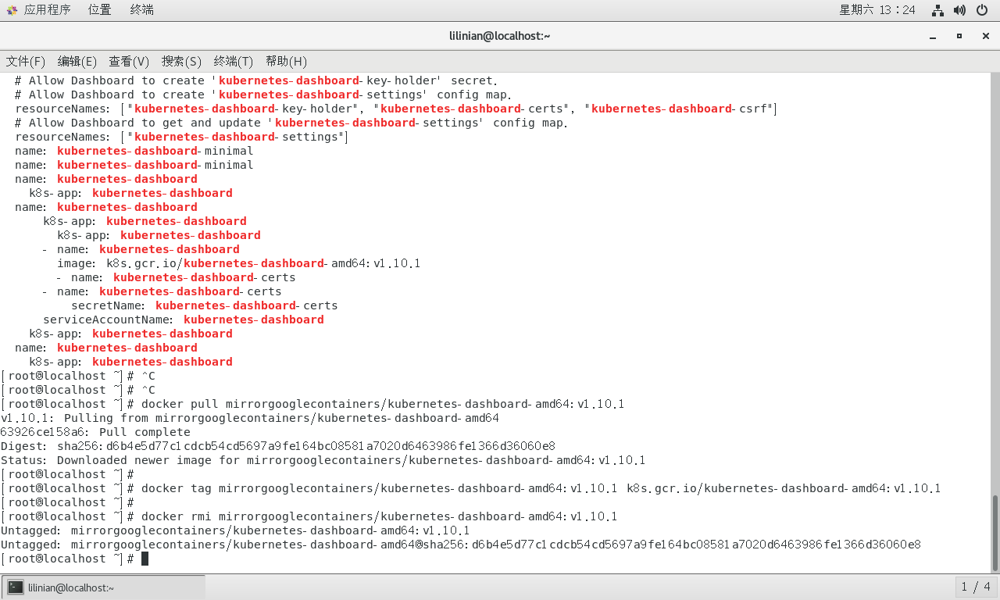 应用程序 位置 终端 星期六 13：24
lilinian@localhost:~
文件(F) 编辑(E) 查看(V) 搜索(S) 终端(T) 帮助(H)
# Allow Dashboard to create 'kubernetes-dashboard-key-holder' secret.
# Allow Dashboard to create 'kubernetes-dashboard-settings' config map.
resourceNames: ["kubernetes-dashboard-key-holder", "kubernetes-dashboard-certs", "kubernetes-dashboard-csrf"]
# Allow Dashboard to get and update 'kubernetes-dashboard-settings' config map.
resourceNames: ["kubernetes-dashboard-settings"]
name: kubernetes-dashboard-minimal
name: kubernetes-dashboard-minimal
name: kubernetes-dashboard
k8s-app: kubernetes-dashboard
name: kubernetes-dashboard
k8s-app: kubernetes-dashboard
k8s-app: kubernetes-dashboard
- name: kubernetes-dashboard
image: k8s.gcr.io/kubernetes-dashboard-amd64:v1.10.1
- name: kubernetes-dashboard-certs
- name: kubernetes-dashboard-certs
secretName: kubernetes-dashboard-certs
serviceAccountName: kubernetes-dashboard
k8s-app: kubernetes-dashboard
name: kubernetes-dashboard
k8s-app: kubernetes-dashboard
[root@localhost ~]# ^C
[root@localhost ~]# ^C
[root@localhost ~]# docker pull mirrorgooglecontainers/kubernetes-dashboard-amd64:v1.10.1
v1.10.1: Pulling from mirrorgooglecontainers/kubernetes-dashboard-amd64
63926ce158a6: Pull complete
Digest: sha256:d6b4e5d77c1cdcb54cd5697a9fe164bc08581a7020d6463986fe1366d36060e8
Status: Downloaded newer image for mirrorgooglecontainers/kubernetes-dashboard-amd64:v1.10.1
[root@localhost ~]#
[root@localhost ~]# docker tag mirrorgooglecontainers/kubernetes-dashboard-amd64:v1.10.1 k8s.gcr.io/kubernetes-dashboard-amd64:v1.10.1
[root@localhost ~]#
[root@localhost ~]# docker rmi mirrorgooglecontainers/kubernetes-dashboard-amd64:v1.10.1
Untagged: mirrorgooglecontainers/kubernetes-dashboard-amd64:v1.10.1
Untagged: mirrorgooglecontainers/kubernetes-dashboard-amd64@sha256:d6b4e5d77c1cdcb54cd5697a9fe164bc08581a7020d6463986fe1366d36060e8
[root@localhost ~]#
lilinian@localhost:~ 1 / 4